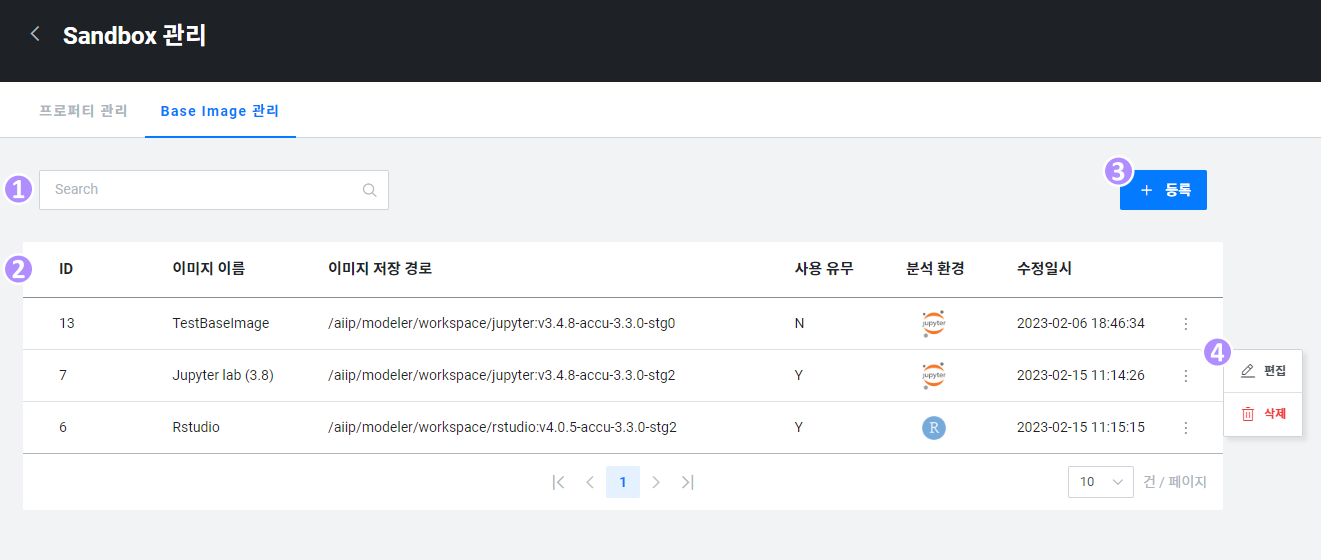 Sandbox 관리
프로퍼티 관리 Base Image 관리
1 Search 3 + 등록
2 ID 이미지 이름 이미지 저장 경로 사용 유무 분석 환경 수정일시
13 TestBaseImage /aiip/modeler/workspace/jupyter:v3.4.8-accu-3.3.0-stg0 N jupyter 2023-02-06 18:46:34
7 Jupyter lab (3.8) /aiip/modeler/workspace/jupyter:v3.4.8-accu-3.3.0-stg2 Y jupyter 2023-02-15 11:14:26
4 편집
삭제
6 Rstudio /aiip/modeler/workspace/rstudio:v4.0.5-accu-3.3.0-stg2 Y R 2023-02-15 11:15:15
1 10 건 / 페이지